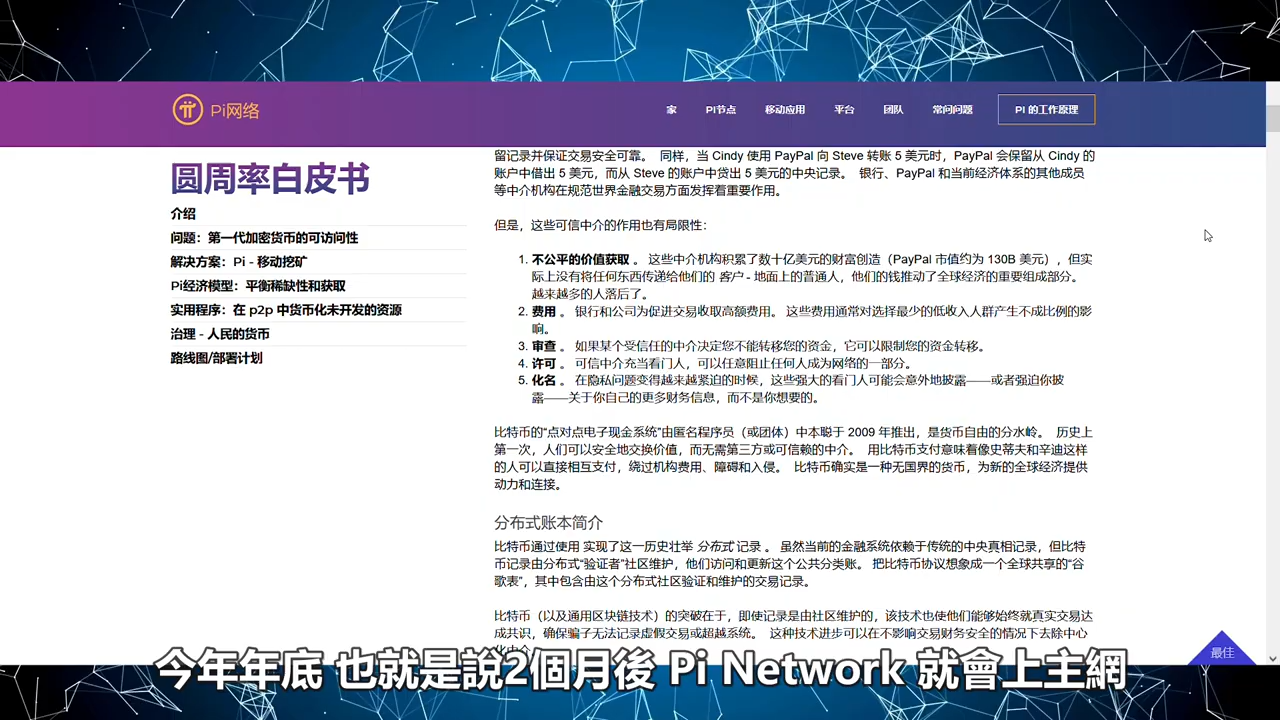 Pi网络
家 PI节点 移动应用 平台 团队 常问问题 PI 的工作原理
圆周率白皮书
介绍
问题：第一代加密货币的可访问性
解决方案：Pi - 移动挖矿
Pi经济模型：平衡稀缺性和获取
实用程序：在 p2p 中货币化未开发的资源
治理 - 人民的货币
路线图/部署计划
留记录并保证交易安全可靠。 同样，当 Cindy 使用 PayPal 向 Steve 转账 5 美元时，PayPal 会保留从 Cindy 的
账户中借出 5 美元，而从 Steve 的账户中贷出 5 美元的中央记录。 银行、PayPal 和当前经济体系的其他成员
等中介机构在规范世界金融交易方面发挥着重要作用。
但是，这些可信中介的作用也有局限性：
1. 不公平的价值获取 。 这些中介机构积累了数十亿美元的财富创造（PayPal 市值约为 130B 美元），但实
际上没有将任何东西传递给他们的 客户 - 地面上的普通人，他们的钱推动了全球经济的重要组成部分。
越来越多的人落后了。
2. 费用 。 银行和公司为促进交易收取高额费用。 这些费用通常对选择最少的低收入人群产生不成比例的影
响。
3. 审查 。 如果某个受信任的中介决定您不能转移您的资金，它可以限制您的资金转移。
4. 许可 。 可信中介充当看门人，可以任意阻止任何人成为网络的一部分。
5. 化名 。 在隐私问题变得越来越紧迫的时候，这些强大的看门人可能会意外地披露——或者强迫你披
露——关于你自己的更多财务信息，而不是你想要的。
比特币的“点对点电子现金系统”由匿名程序员（或团体）中本聪于 2009 年推出，是货币自由的分水岭。 历史上
第一次，人们可以安全地交换价值，而无需第三方或可信赖的中介。 用比特币支付意味着像史蒂夫和辛迪这样
的人可以直接相互支付，绕过机构费用、障碍和入侵。 比特币确实是一种无国界的货币，为新的全球经济提供
动力和连接。
分布式账本简介
比特币通过使用 实现了这一历史壮举 分布式 记录 。 虽然当前的金融系统依赖于传统的中央真相记录，但比特
币记录由分布式“验证者”社区维护，他们访问和更新这个公共分类账。 把比特币协议想象成一个全球共享的“谷
歌表”，其中包含由这个分布式社区验证和维护的交易记录。
比特币（以及通用区块链技术）的突破在于，即使记录是由社区维护的，该技术也使他们能够始终就真实交易达
成共识，确保骗子无法记录虚假交易或超越系统。 这种技术进步可以在不影响交易财务安全的情况下去除中心
最佳
今年年底 也就是說2個月後 Pi Network 就會上主網